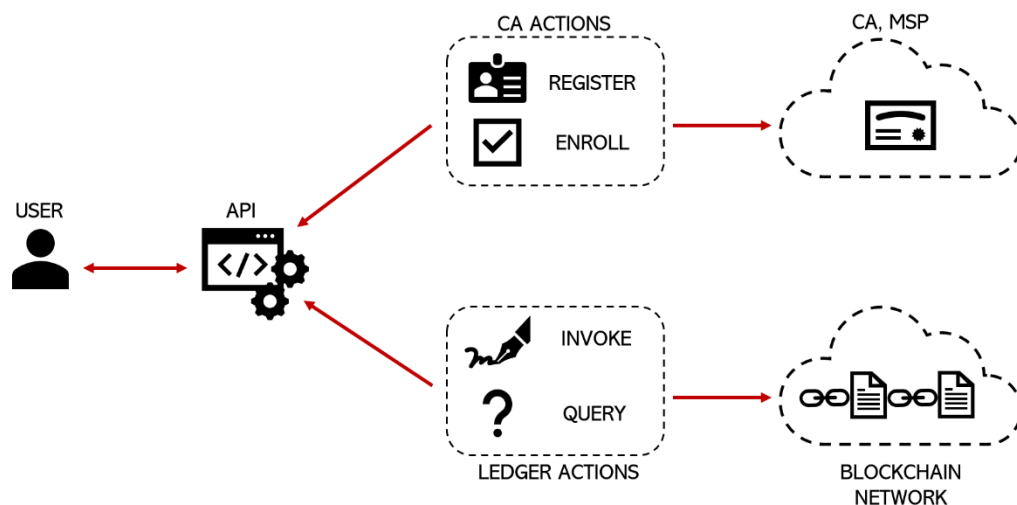 CA ACTIONS
CA, MSP
REGISTER
ENROLL
USER
API
</>
INVOKE
QUERY
LEDGER ACTIONS
BLOCKCHAIN
NETWORK